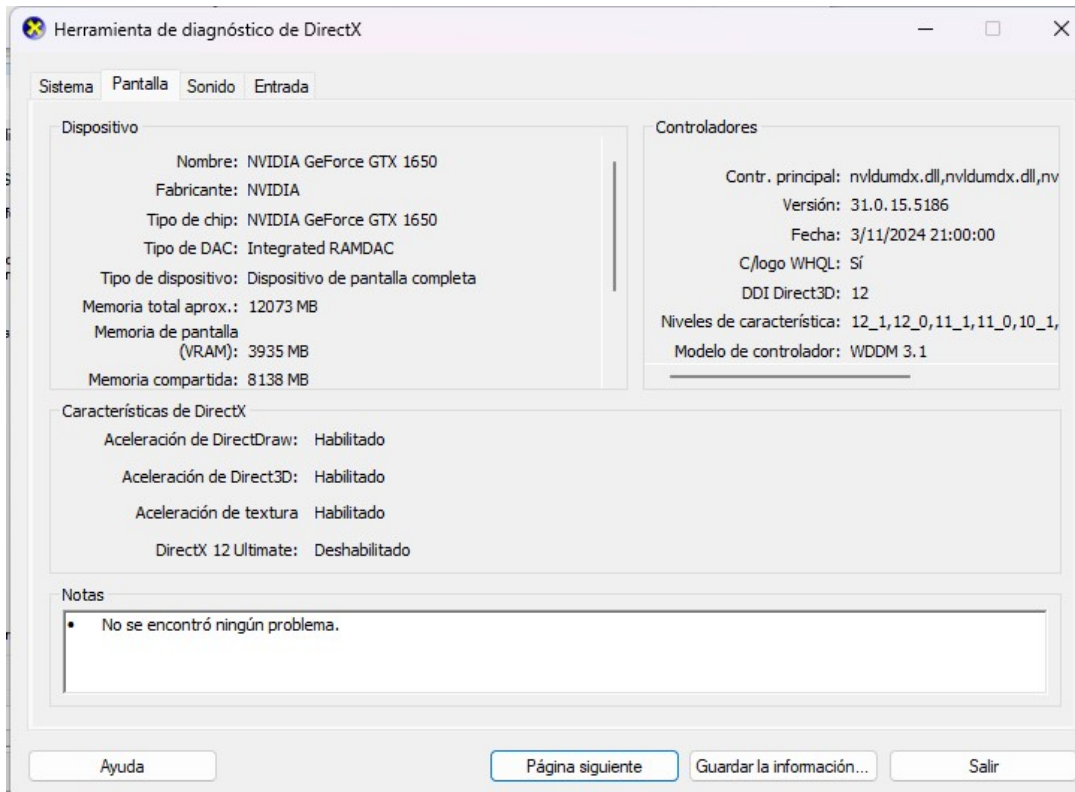 Herramienta de diagnóstico de DirectX
Sistema Pantalla Sonido Entrada
Dispositivo
Nombre: NVIDIA GeForce GTX 1650
Fabricante: NVIDIA
Tipo de chip: NVIDIA GeForce GTX 1650
Tipo de DAC: Integrated RAMDAC
Tipo de dispositivo: Dispositivo de pantalla completa
Memoria total aprox.: 12073 MB
Memoria de pantalla
(VRAM): 3935 MB
Memoria compartida: 8138 MB
Controladores
Contr. principal: nvldumdx.dll,nvldumdx.dll,nv
Versión: 31.0.15.5186
Fecha: 3/11/2024 21:00:00
C/logo WHQL: Sí
DDI Direct3D: 12
Niveles de característica: 12_1,12_0,11_1,11_0,10_1,
Modelo de controlador: WDDM 3.1
Características de DirectX
Aceleración de DirectDraw: Habilitado
Aceleración de Direct3D: Habilitado
Aceleración de textura Habilitado
DirectX 12 Ultimate: Deshabilitado
Notas
• No se encontró ningún problema.
Ayuda Página siguiente Guardar la información... Salir